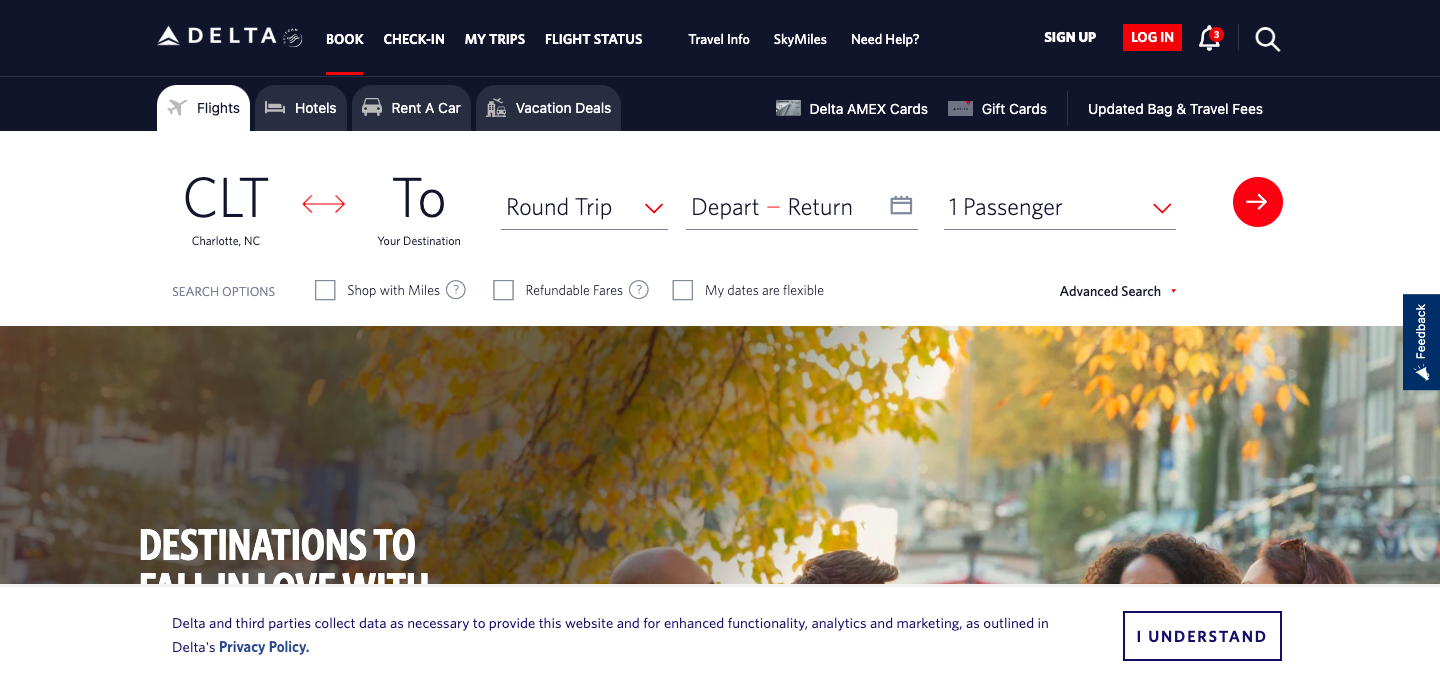 DELTA
BOOK
CHECK-IN
MY TRIPS
FLIGHT STATUS
Travel Info
SkyMiles
Need Help?
SIGN UP
LOG IN
3
Flights
Hotels
Rent A Car
Vacation Deals
Delta AMEX Cards
Gift Cards
Updated Bag & Travel Fees
CLT
Charlotte, NC
To
Your Destination
Round Trip
Depart – Return
1 Passenger
SEARCH OPTIONS
Shop with Miles ?
Refundable Fares ?
My dates are flexible
Advanced Search
Feedback
DESTINATIONS TO
FALL IN LOVE WITH
Delta and third parties collect data as necessary to provide this website and for enhanced functionality, analytics and marketing, as outlined in
Delta's Privacy Policy.
I UNDERSTAND